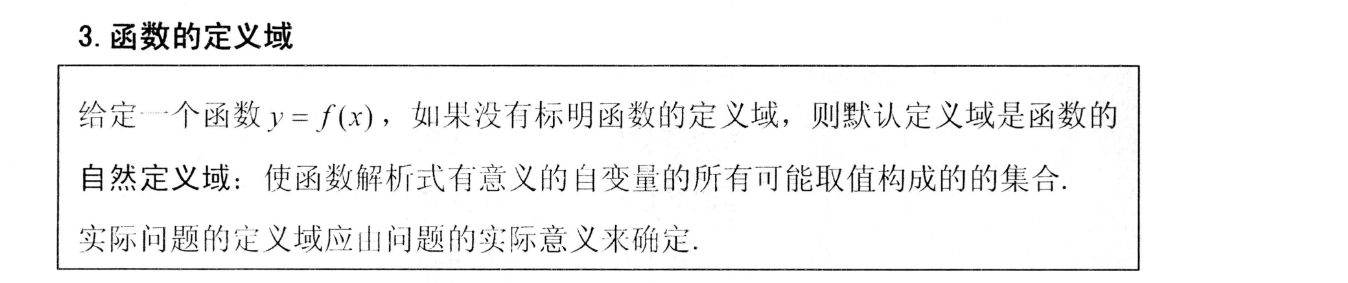 3. 函数的定义域
给定一个函数 y = f(x)，如果没有标明函数的定义域，则默认定义域是函数的
自然定义域：使函数解析式有意义的自变量的所有可能取值构成的的集合.
实际问题的定义域应由问题的实际意义来确定.